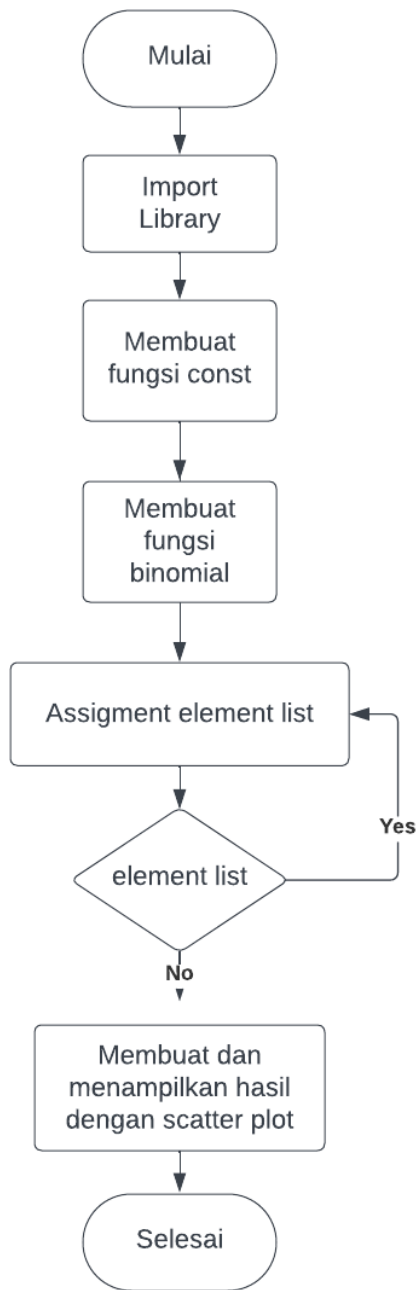 Mulai
Import
Library
Membuat
fungsi const
Membuat
fungsi
binomial
Assigment element list
Yes
element list
No
Membuat dan
menampilkan hasil
dengan scatter plot
Selesai